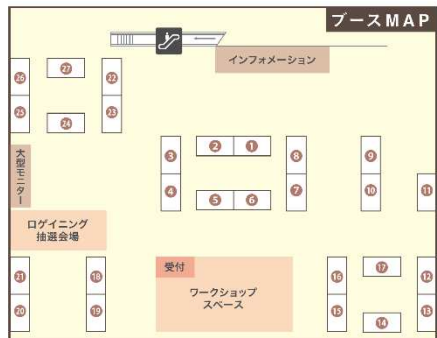 ブースMAP
インフォメーション
26 27 22
25 24 23
3 2 1 8 9
4 5 6 7 10 11
大型モニター
ロゲイニング
抽選会場
受付
ワークショップ
スペース
21 18 16 17 12
20 19 15 14 13